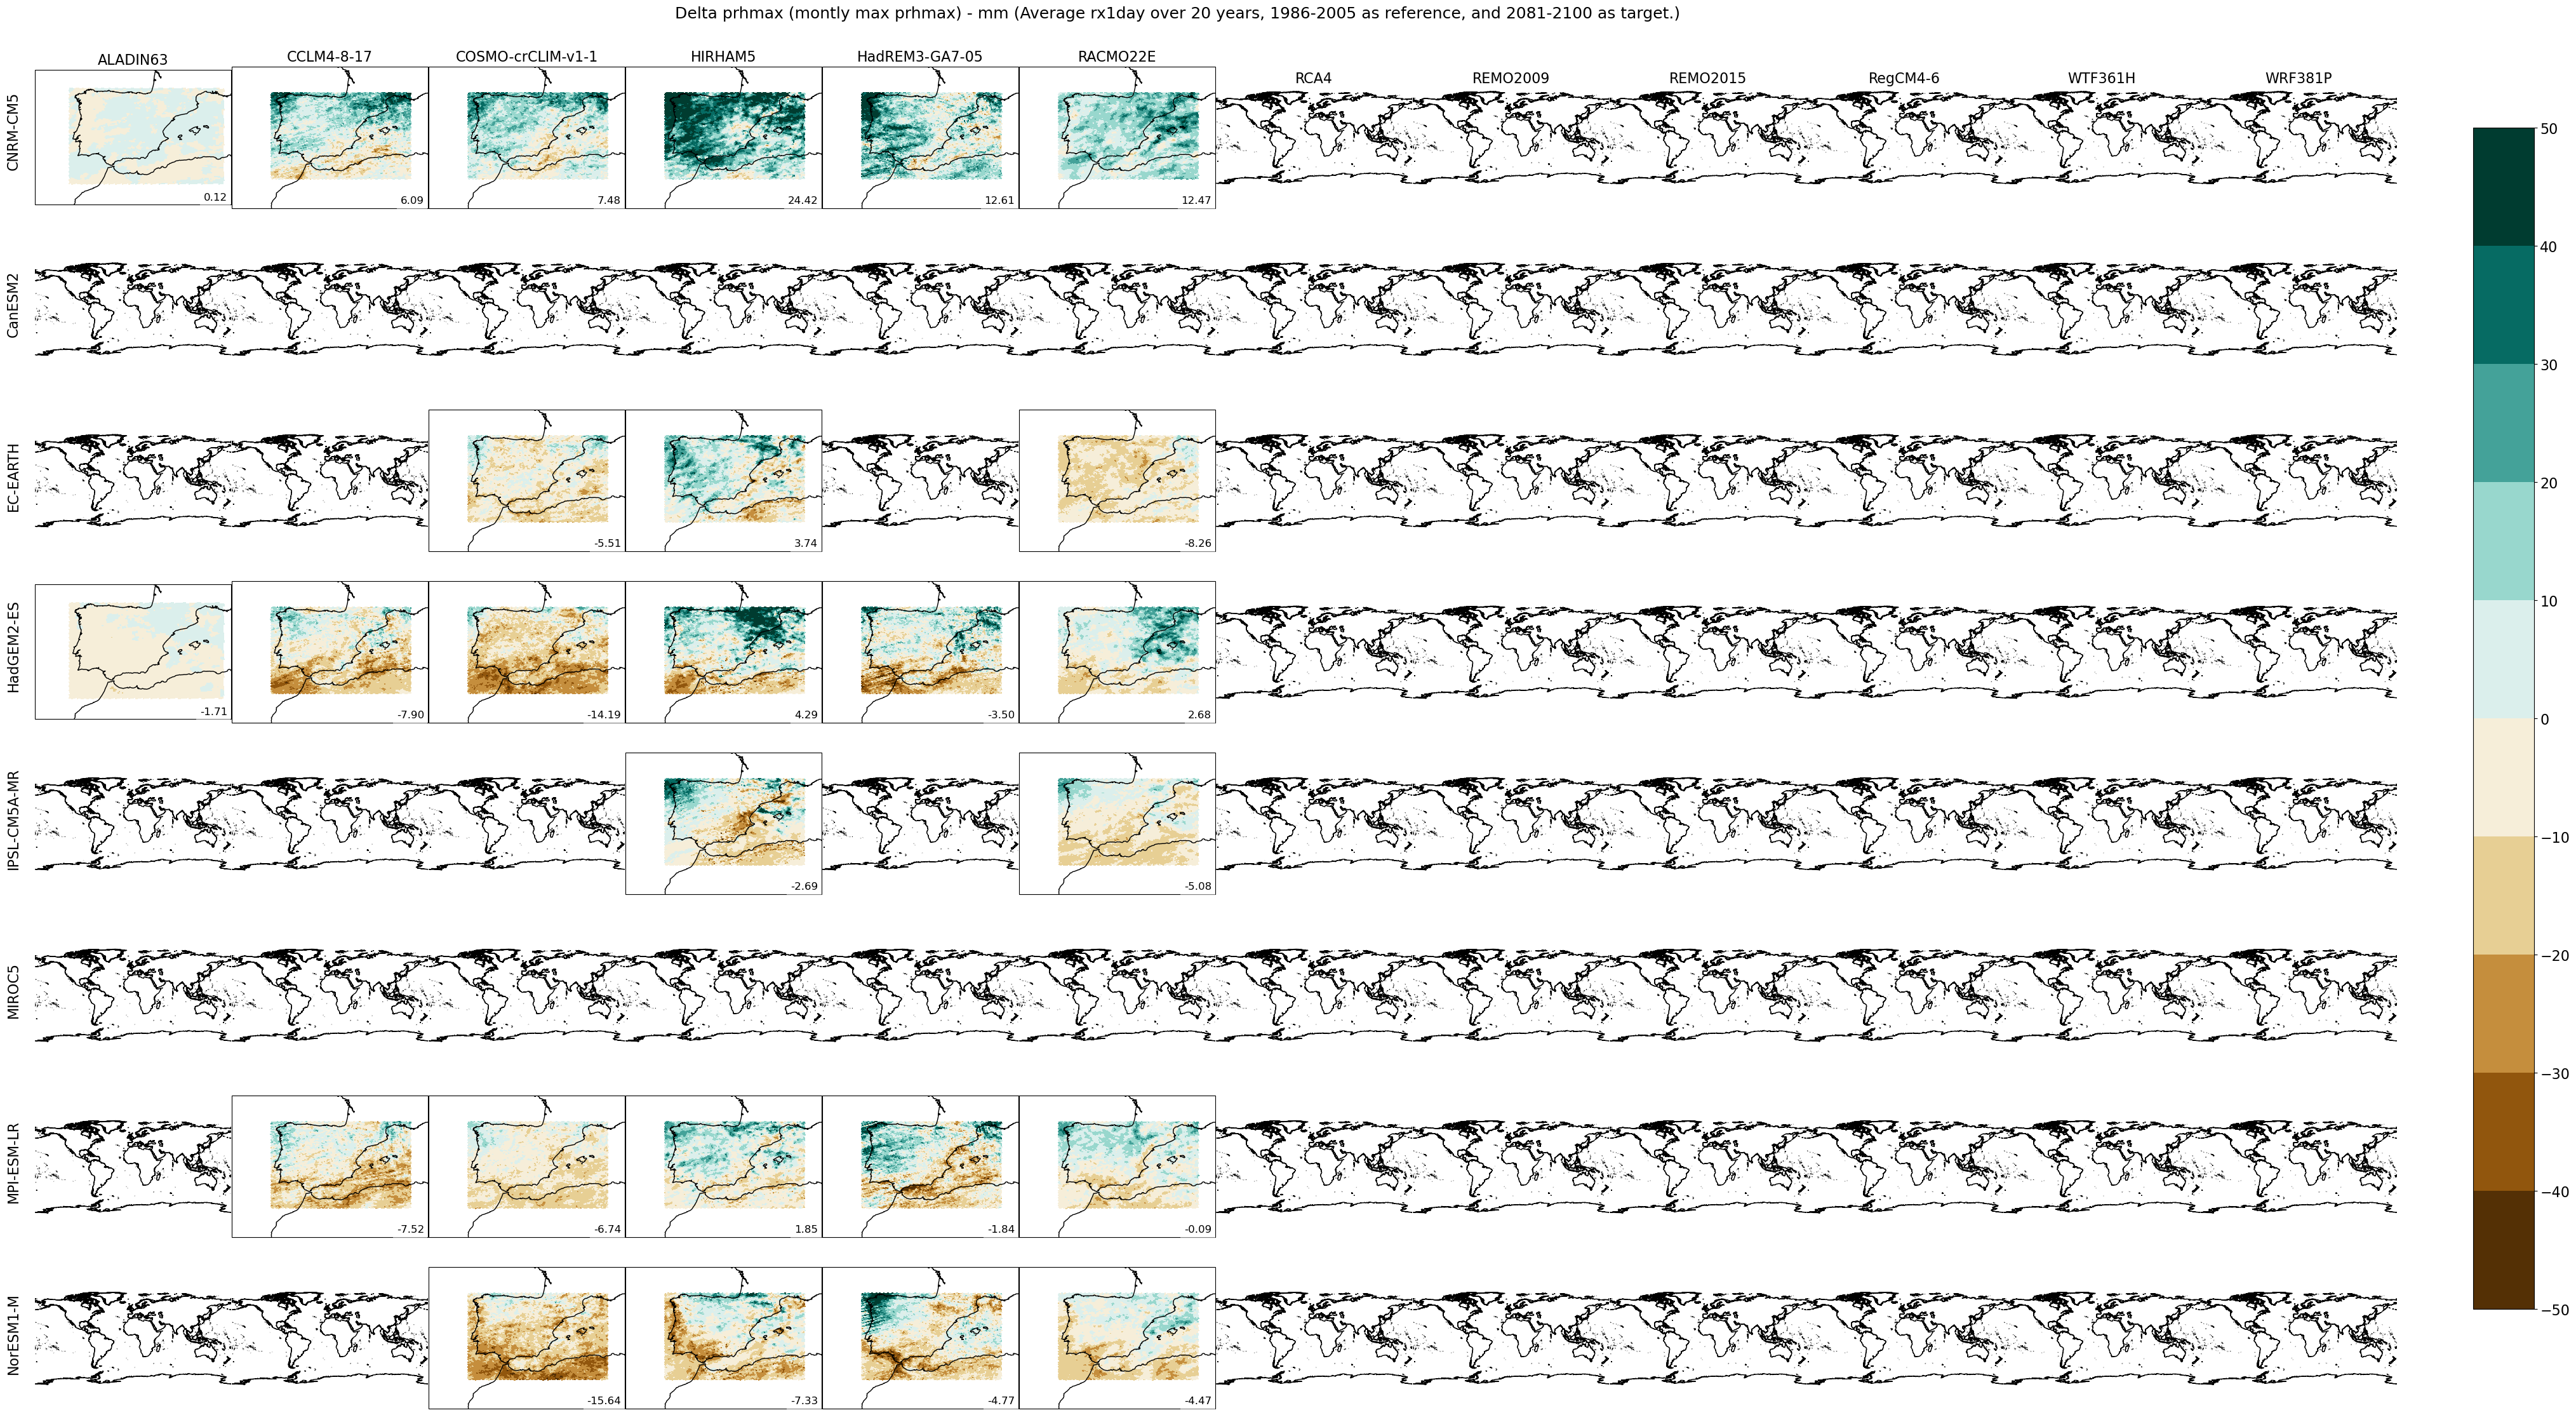 Delta prhmax (montly max prhmax) - mm (Average rx1day over 20 years, 1986-2005 as reference, and 2081-2100 as target.)
ALADIN63
CCLM4-8-17
COSMO-crCLIM-v1-1
HIRHAM5
HadREM3-GA7-05
RACMO22E
RCA4
REMO2009
REMO2015
RegCM4-6
WTF361H
WRF381P
CNRM-CM5
0.12
6.09
7.48
24.42
12.61
12.47
CanESM2
EC-EARTH
-5.51
3.74
-8.26
HadGEM2-ES
-1.71
-7.90
-14.19
4.29
-3.50
2.68
IPSL-CM5A-MR
-2.69
-5.08
MIROC5
MPI-ESM-LR
-7.52
-6.74
1.85
-1.84
-0.09
NorESM1-M
-15.64
-7.33
-4.77
-4.47
50
40
30
20
10
0
−10
−20
−30
−40
−50